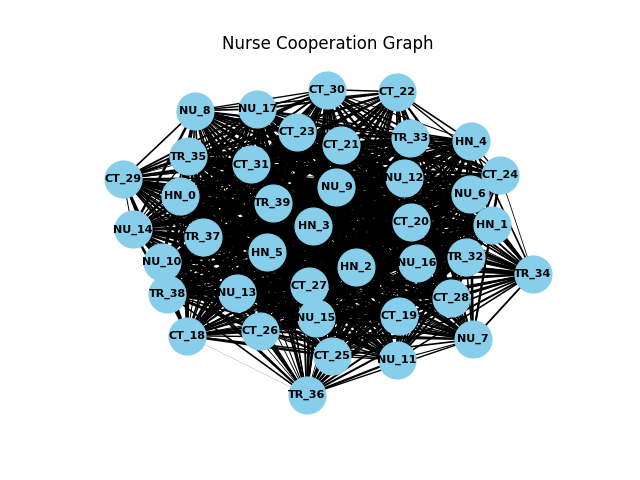 Nurse Cooperation Graph
CT_30
CT_22
NU_8
NU_17
CT_23
TR_33
HN_4
CT_21
TR_35
CT_31
CT_29
NU_12
CT_24
NU_9
HN_0
NU_6
TR_39
CT_20
HN_1
HN_3
NU_14
TR_37
HN_5
TR_32
NU_10
NU_16
HN_2
TR_34
CT_27
NU_13
TR_38
CT_28
CT_19
NU_15
CT_26
CT_18
NU_7
CT_25
NU_11
TR_36